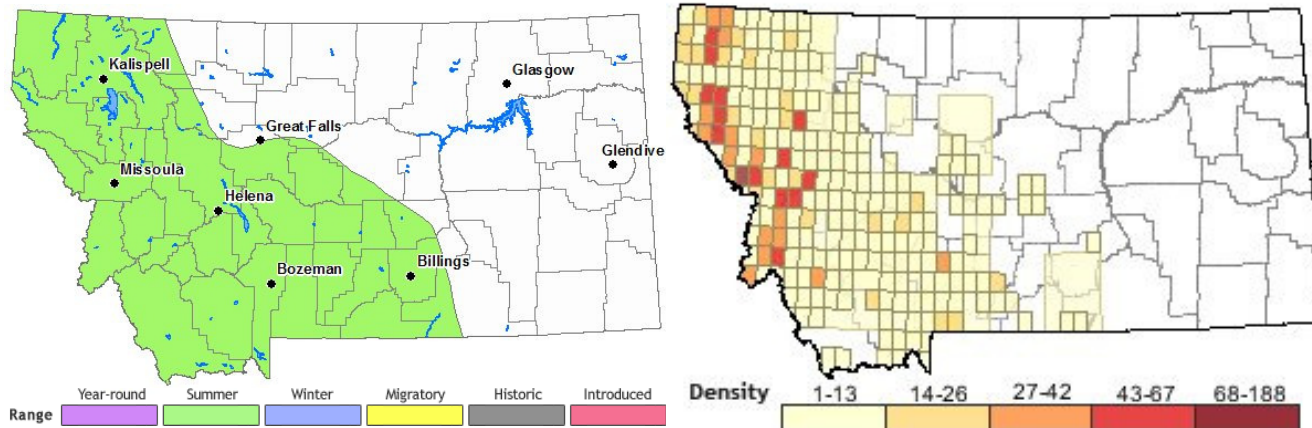 Kalispell
Glasgow
Great Falls
Glendive
Missoula
Helena
Billings
Bozeman
Year-round Summer Winter Migratory Historic Introduced
Range
Density 1-13 14-26 27-42 43-67 68-188